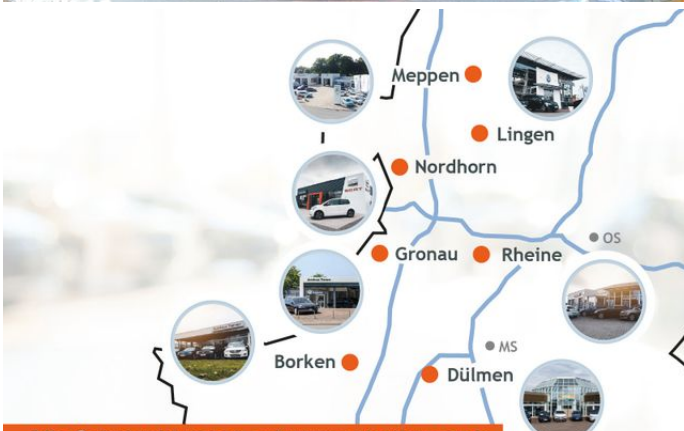 Meppen
Lingen
Nordhorn
Gronau
Rheine
OS
MS
Borken
Dülmen